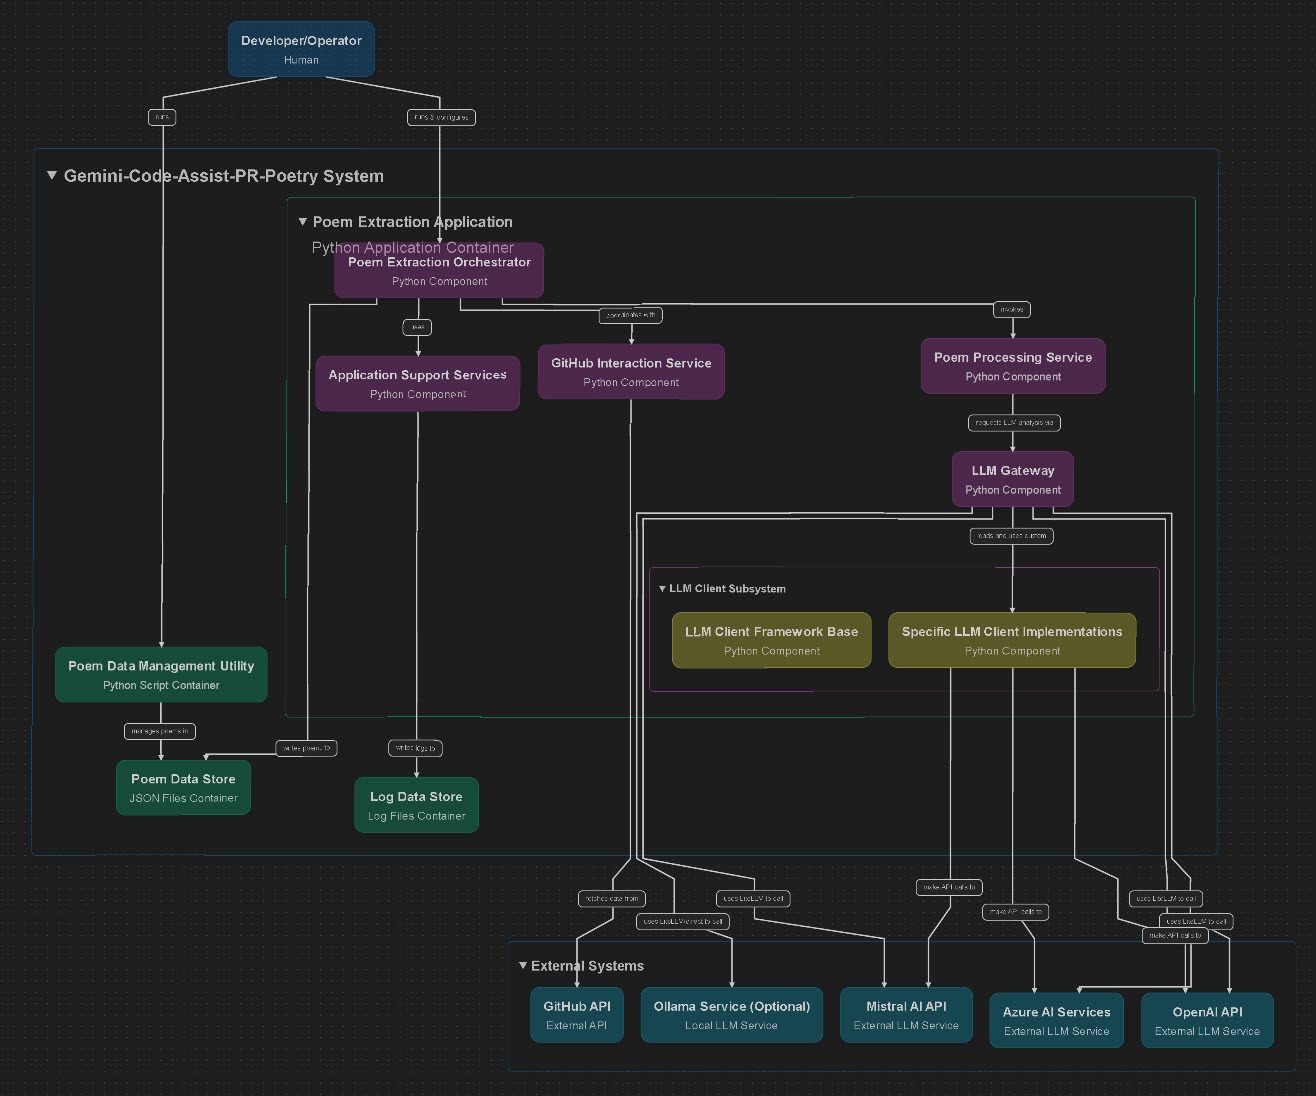 Developer/Operator
Human
runs
runs & configures
▼ Gemini-Code-Assist-PR-Poetry System
▼ Poem Extraction Application
Python Application Container
Poem Extraction Orchestrator
Python Component
uses
coordinates with
invokes
Application Support Services
Python Component
GitHub Interaction Service
Python Component
Poem Processing Service
Python Component
requests LLM analysis via
LLM Gateway
Python Component
loads and uses custom
▼ LLM Client Subsystem
LLM Client Framework Base
Python Component
Specific LLM Client Implementations
Python Component
Poem Data Management Utility
Python Script Container
manages poems in
writes poems to
writes logs to
Poem Data Store
JSON Files Container
Log Data Store
Log Files Container
make API calls to
fetches data from
uses LiteLLM to call
uses LiteLLM to call
make API calls to
uses LiteLLM/direct to call
uses LiteLLM to call
make API calls to
▼ External Systems
GitHub API
External API
Ollama Service (Optional)
Local LLM Service
Mistral AI API
External LLM Service
Azure AI Services
External LLM Service
OpenAI API
External LLM Service